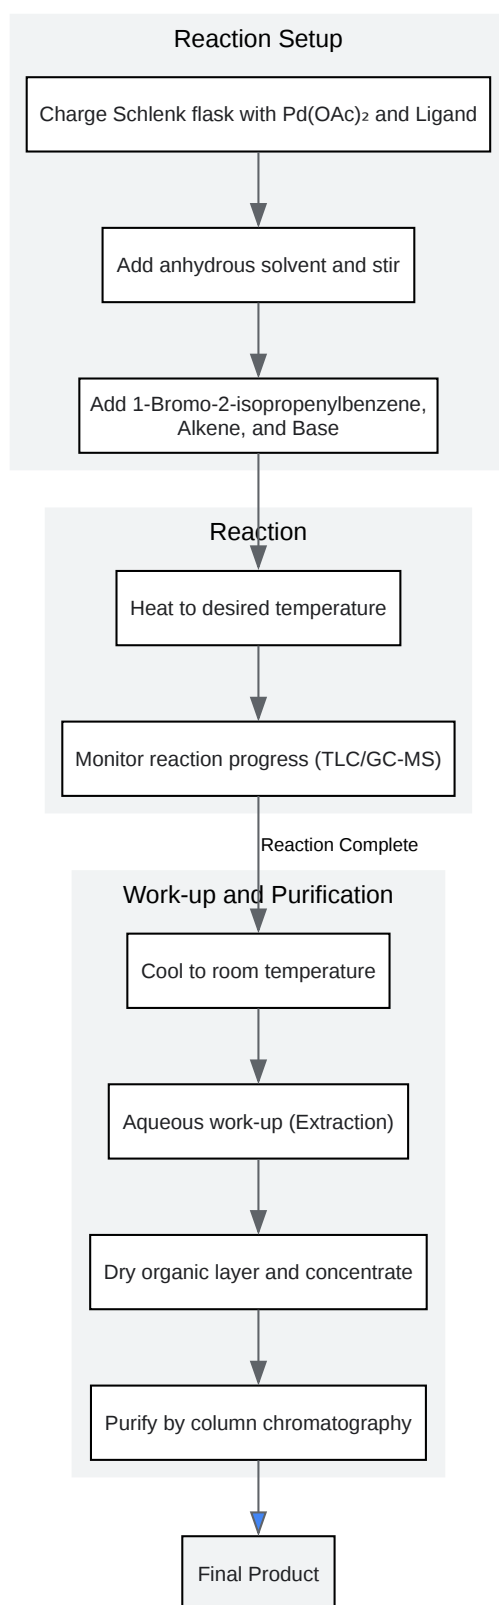 Reaction Setup
Charge Schlenk flask with Pd(OAc)₂ and Ligand
Add anhydrous solvent and stir
Add 1-Bromo-2-isopropenylbenzene,
Alkene, and Base
Reaction
Heat to desired temperature
Monitor reaction progress (TLC/GC-MS)
Reaction Complete
Work-up and Purification
Cool to room temperature
Aqueous work-up (Extraction)
Dry organic layer and concentrate
Purify by column chromatography
Final Product